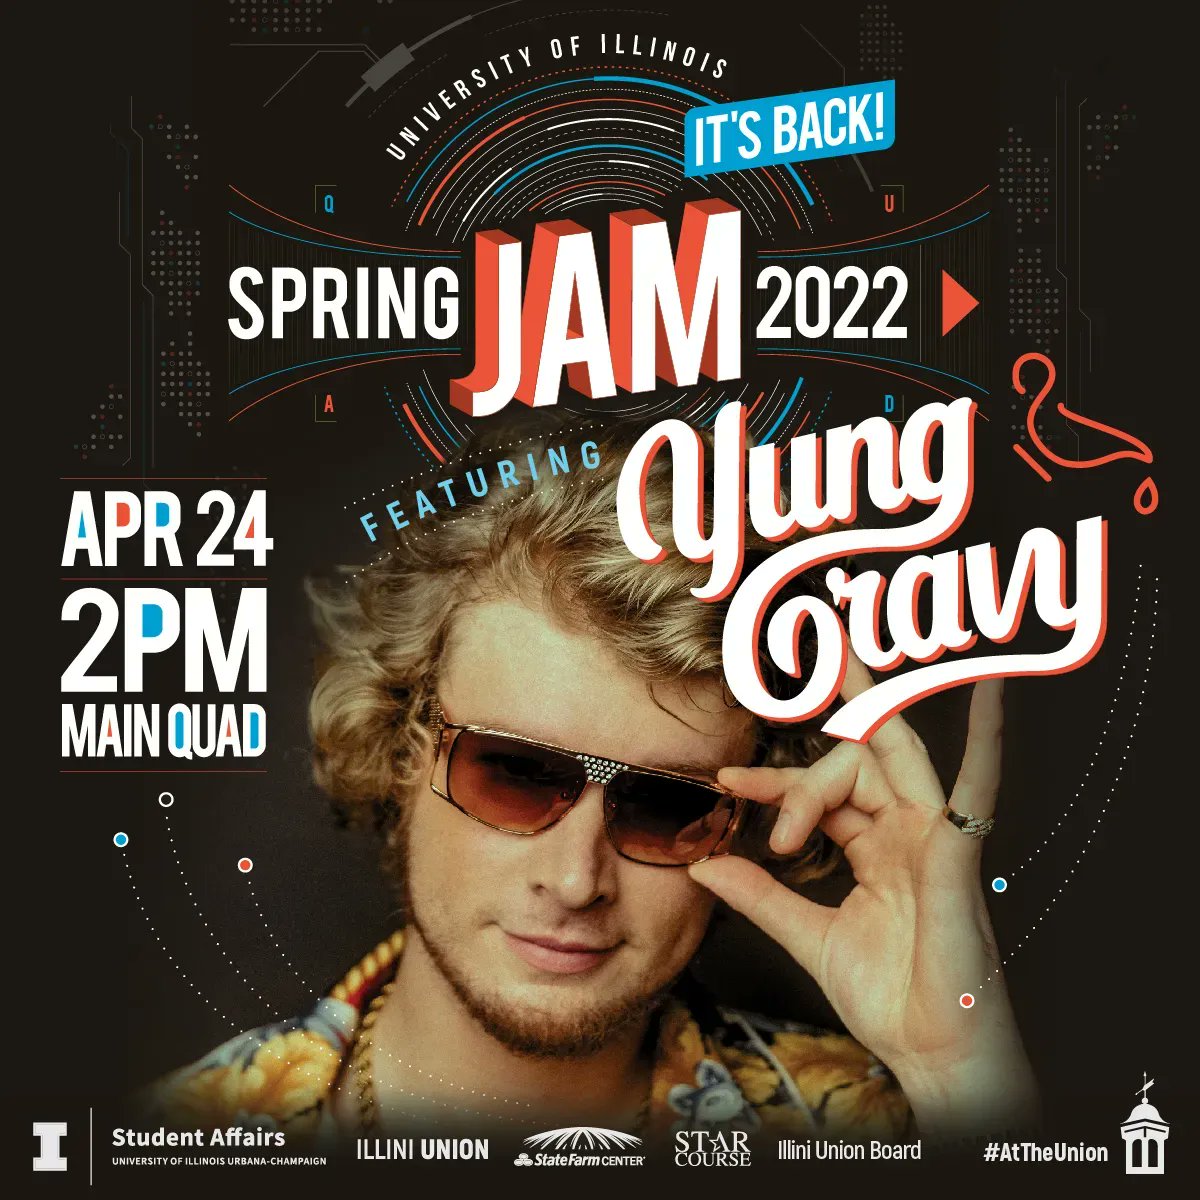 UNIVERSITY OF ILLINOIS
IT'S BACK!
Q U
SPRING JAM 2022
A D
FEATURING
Yung
Gravy
APR 24
2PM
MAIN QUAD
I
Student Affairs
UNIVERSITY OF ILLINOIS URBANA-CHAMPAIGN
ILLINI UNION
State Farm CENTER
STAR
COURSE
Illini Union Board
#AtTheUnion